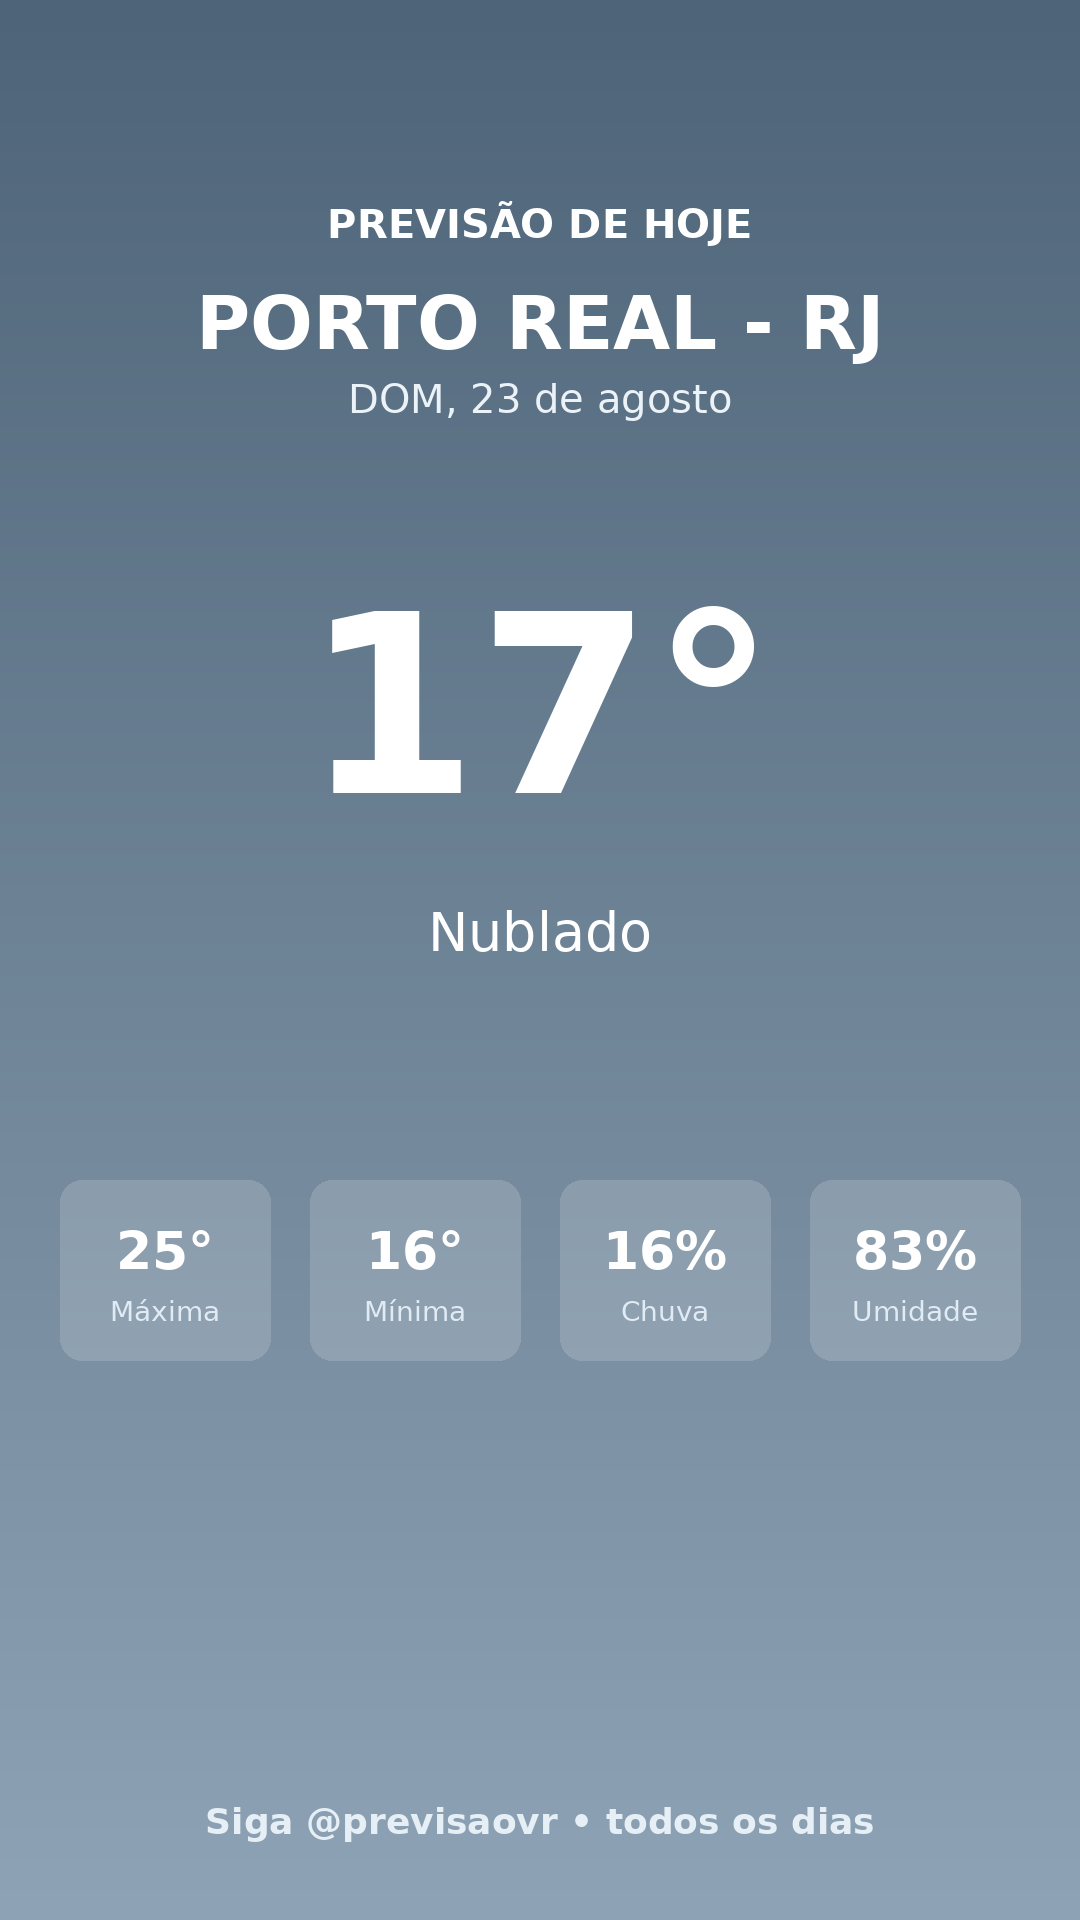 PREVISÃO DE HOJE
PORTO REAL - RJ
DOM, 23 de agosto
17°
Nublado
25° 16° 16% 83%
Máxima Mínima Chuva Umidade
Siga @previsaovr • todos os dias